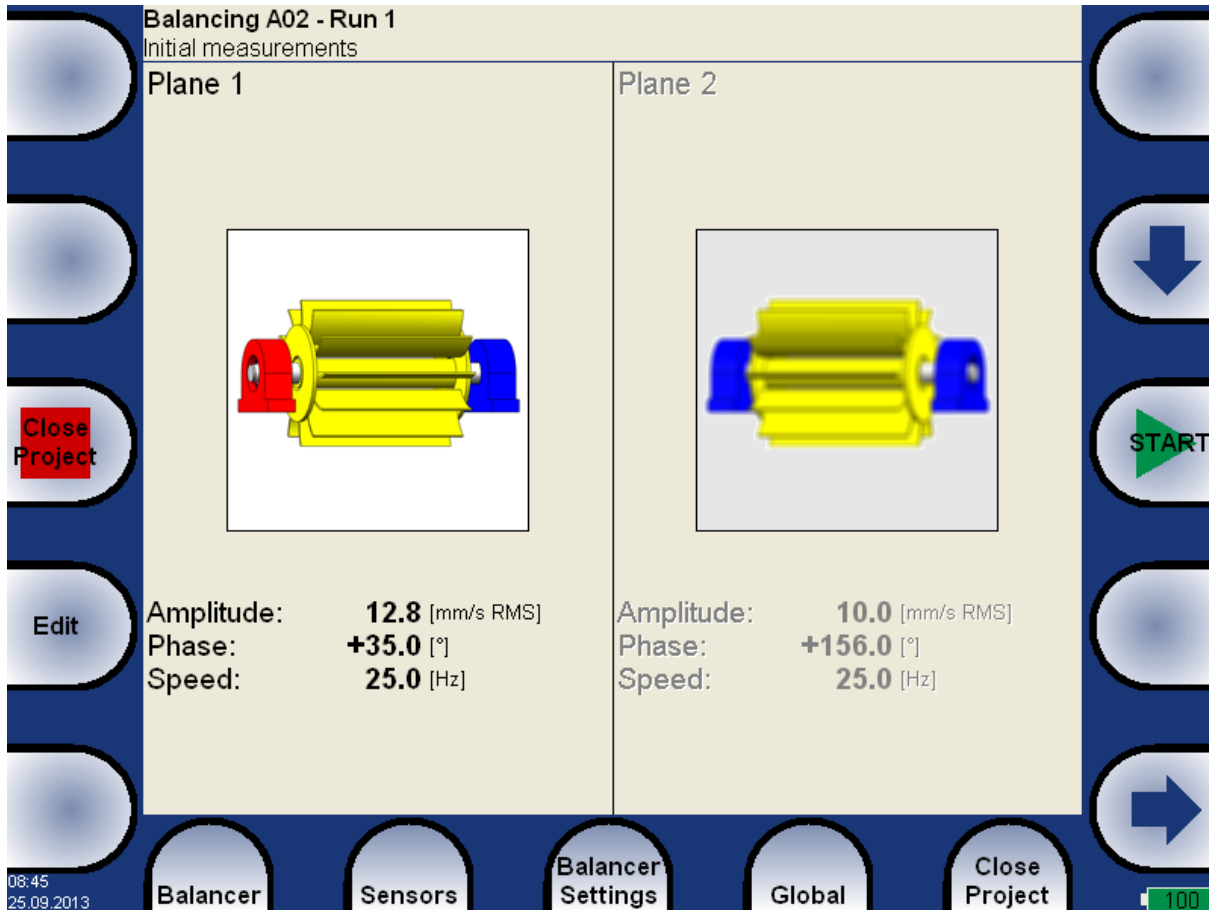 Balancing A02 - Run 1
Initial measurements
Plane 1
Plane 2
Close
Project
START
Edit
Amplitude: 12.8 [mm/s RMS]
Phase: +35.0 [°]
Speed: 25.0 [Hz]
Amplitude: 10.0 [mm/s RMS]
Phase: +156.0 [°]
Speed: 25.0 [Hz]
08:45
25.09.2013
Balancer
Sensors
Balancer
Settings
Global
Close
Project
100